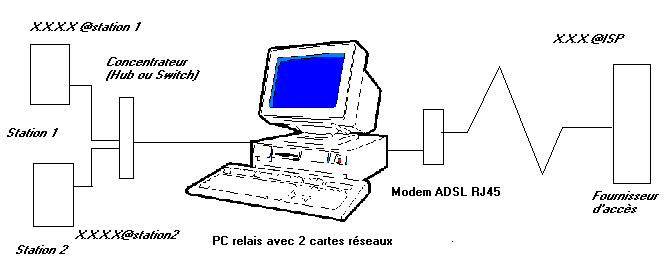 X.X.X.X @station 1
X.X.X.@ISP
Concentrateur
(Hub ou Switch)
Station 1
Modem ADSL RJ45
Fournisseur
d'accès
X.X.X.X@station2
Station 2
PC relais avec 2 cartes réseaux